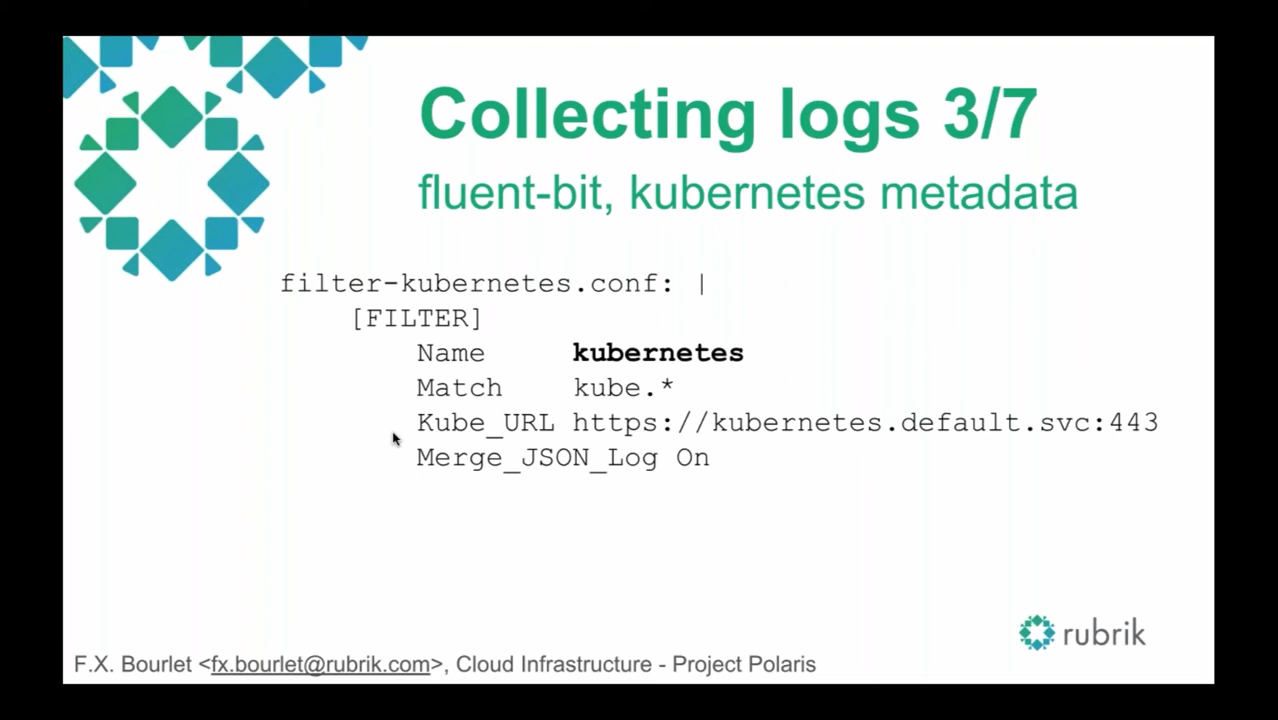 Collecting logs 3/7
fluent-bit, kubernetes metadata
filter-kubernetes.conf: |
[FILTER]
Name kubernetes
Match kube.*
Kube_URL https://kubernetes.default.svc:443
Merge_JSON_Log On
rubrik
F.X. Bourlet <fx.bourlet@rubrik.com>, Cloud Infrastructure - Project Polaris